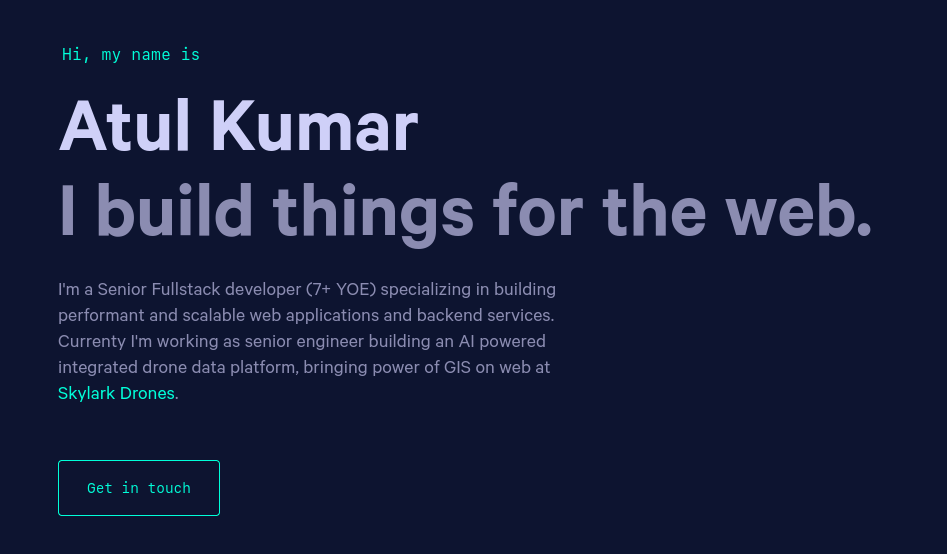 Hi, my name is
Atul Kumar
I build things for the web.
I'm a Senior Fullstack developer (7+ YOE) specializing in building
performant and scalable web applications and backend services.
Currenty I'm working as senior engineer building an AI powered
integrated drone data platform, bringing power of GIS on web at
Skylark Drones.
Get in touch